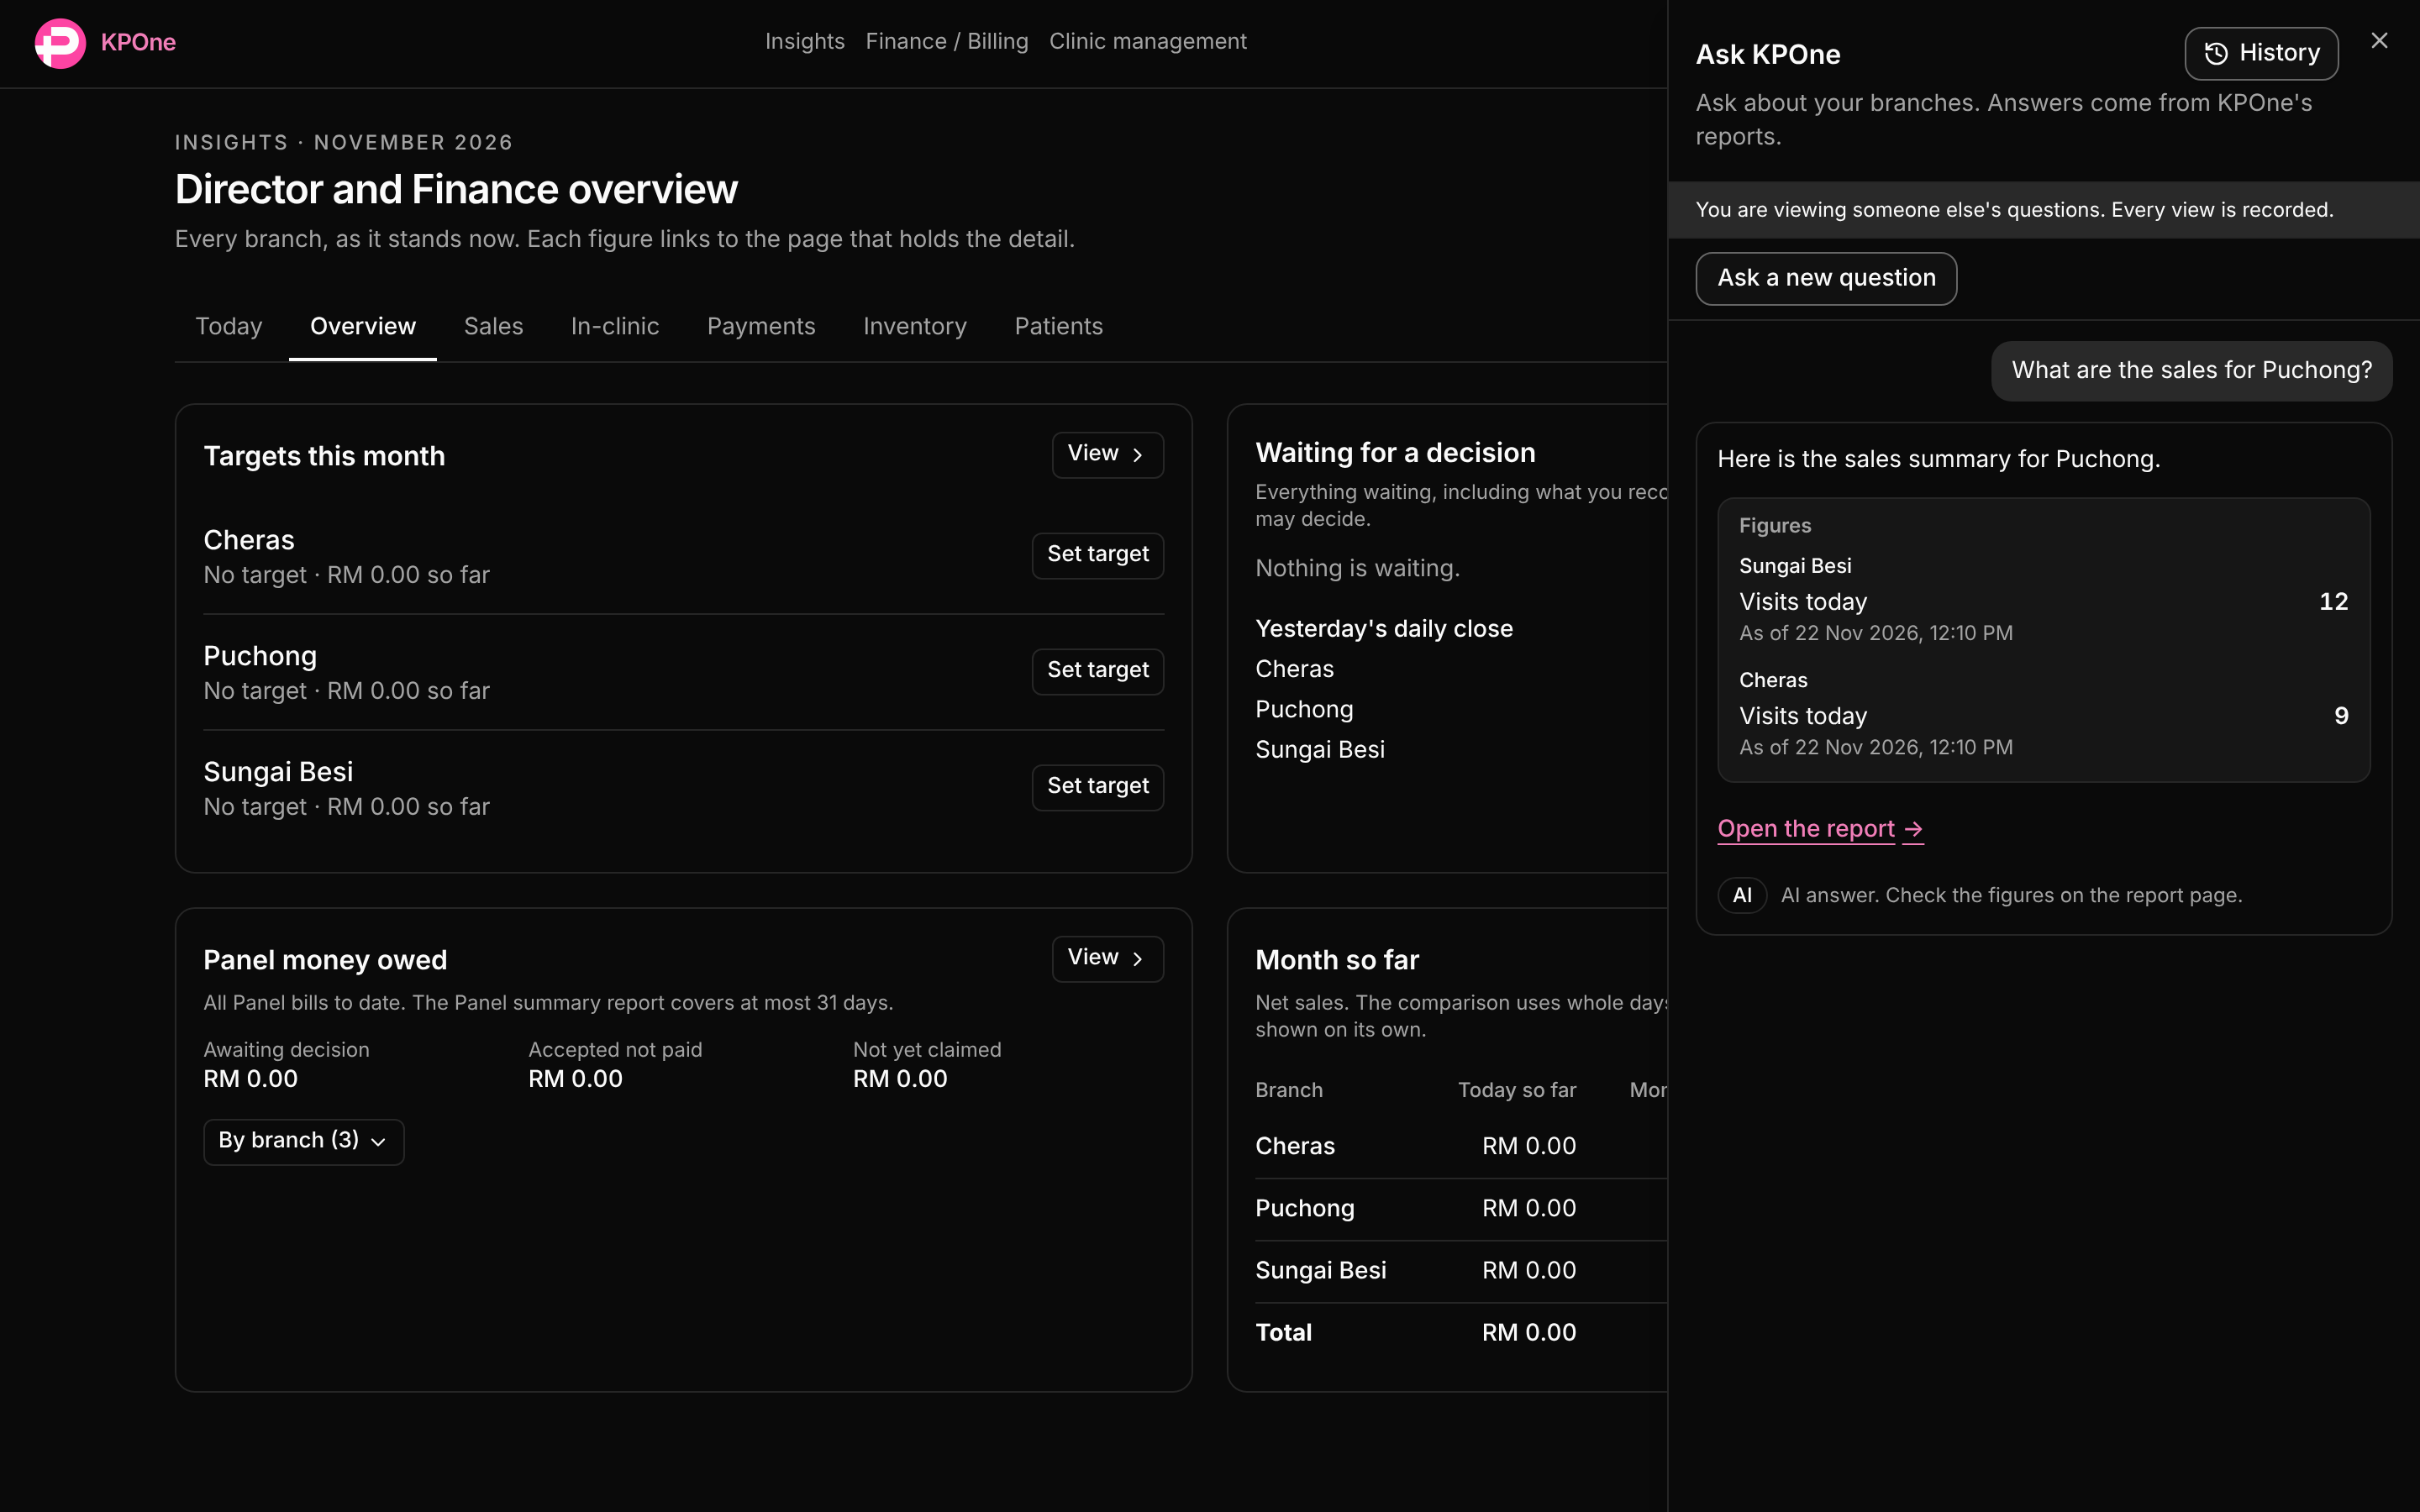 KPOne
Insights
Finance / Billing
Clinic management
INSIGHTS · NOVEMBER 2026
Director and Finance overview
Every branch, as it stands now. Each figure links to the page that holds the detail.
Today
Overview
Sales
In-clinic
Payments
Inventory
Patients
Targets this month
View
Cheras
No target · RM 0.00 so far
Set target
Puchong
No target · RM 0.00 so far
Set target
Sungai Besi
No target · RM 0.00 so far
Set target
Waiting for a decision
Everything waiting, including what you
may decide.
Nothing is waiting.
Yesterday's daily close
Cheras
Puchong
Sungai Besi
Panel money owed
View
All Panel bills to date. The Panel summary report covers at most 31 days.
Awaiting decision
RM 0.00
Accepted not paid
RM 0.00
Not yet claimed
RM 0.00
By branch (3)
Month so far
Net sales. The comparison uses whole days
shown on its own.
Branch
Today so far
Cheras
RM 0.00
Puchong
RM 0.00
Sungai Besi
RM 0.00
Total
RM 0.00
Ask KPOne
History
Ask about your branches. Answers come from KPOne's
reports.
You are viewing someone else's questions. Every view is recorded.
Ask a new question
What are the sales for Puchong?
Here is the sales summary for Puchong.
Figures
Sungai Besi
Visits today
12
As of 22 Nov 2026, 12:10 PM
Cheras
Visits today
9
As of 22 Nov 2026, 12:10 PM
Open the report →
AI
AI answer. Check the figures on the report page.